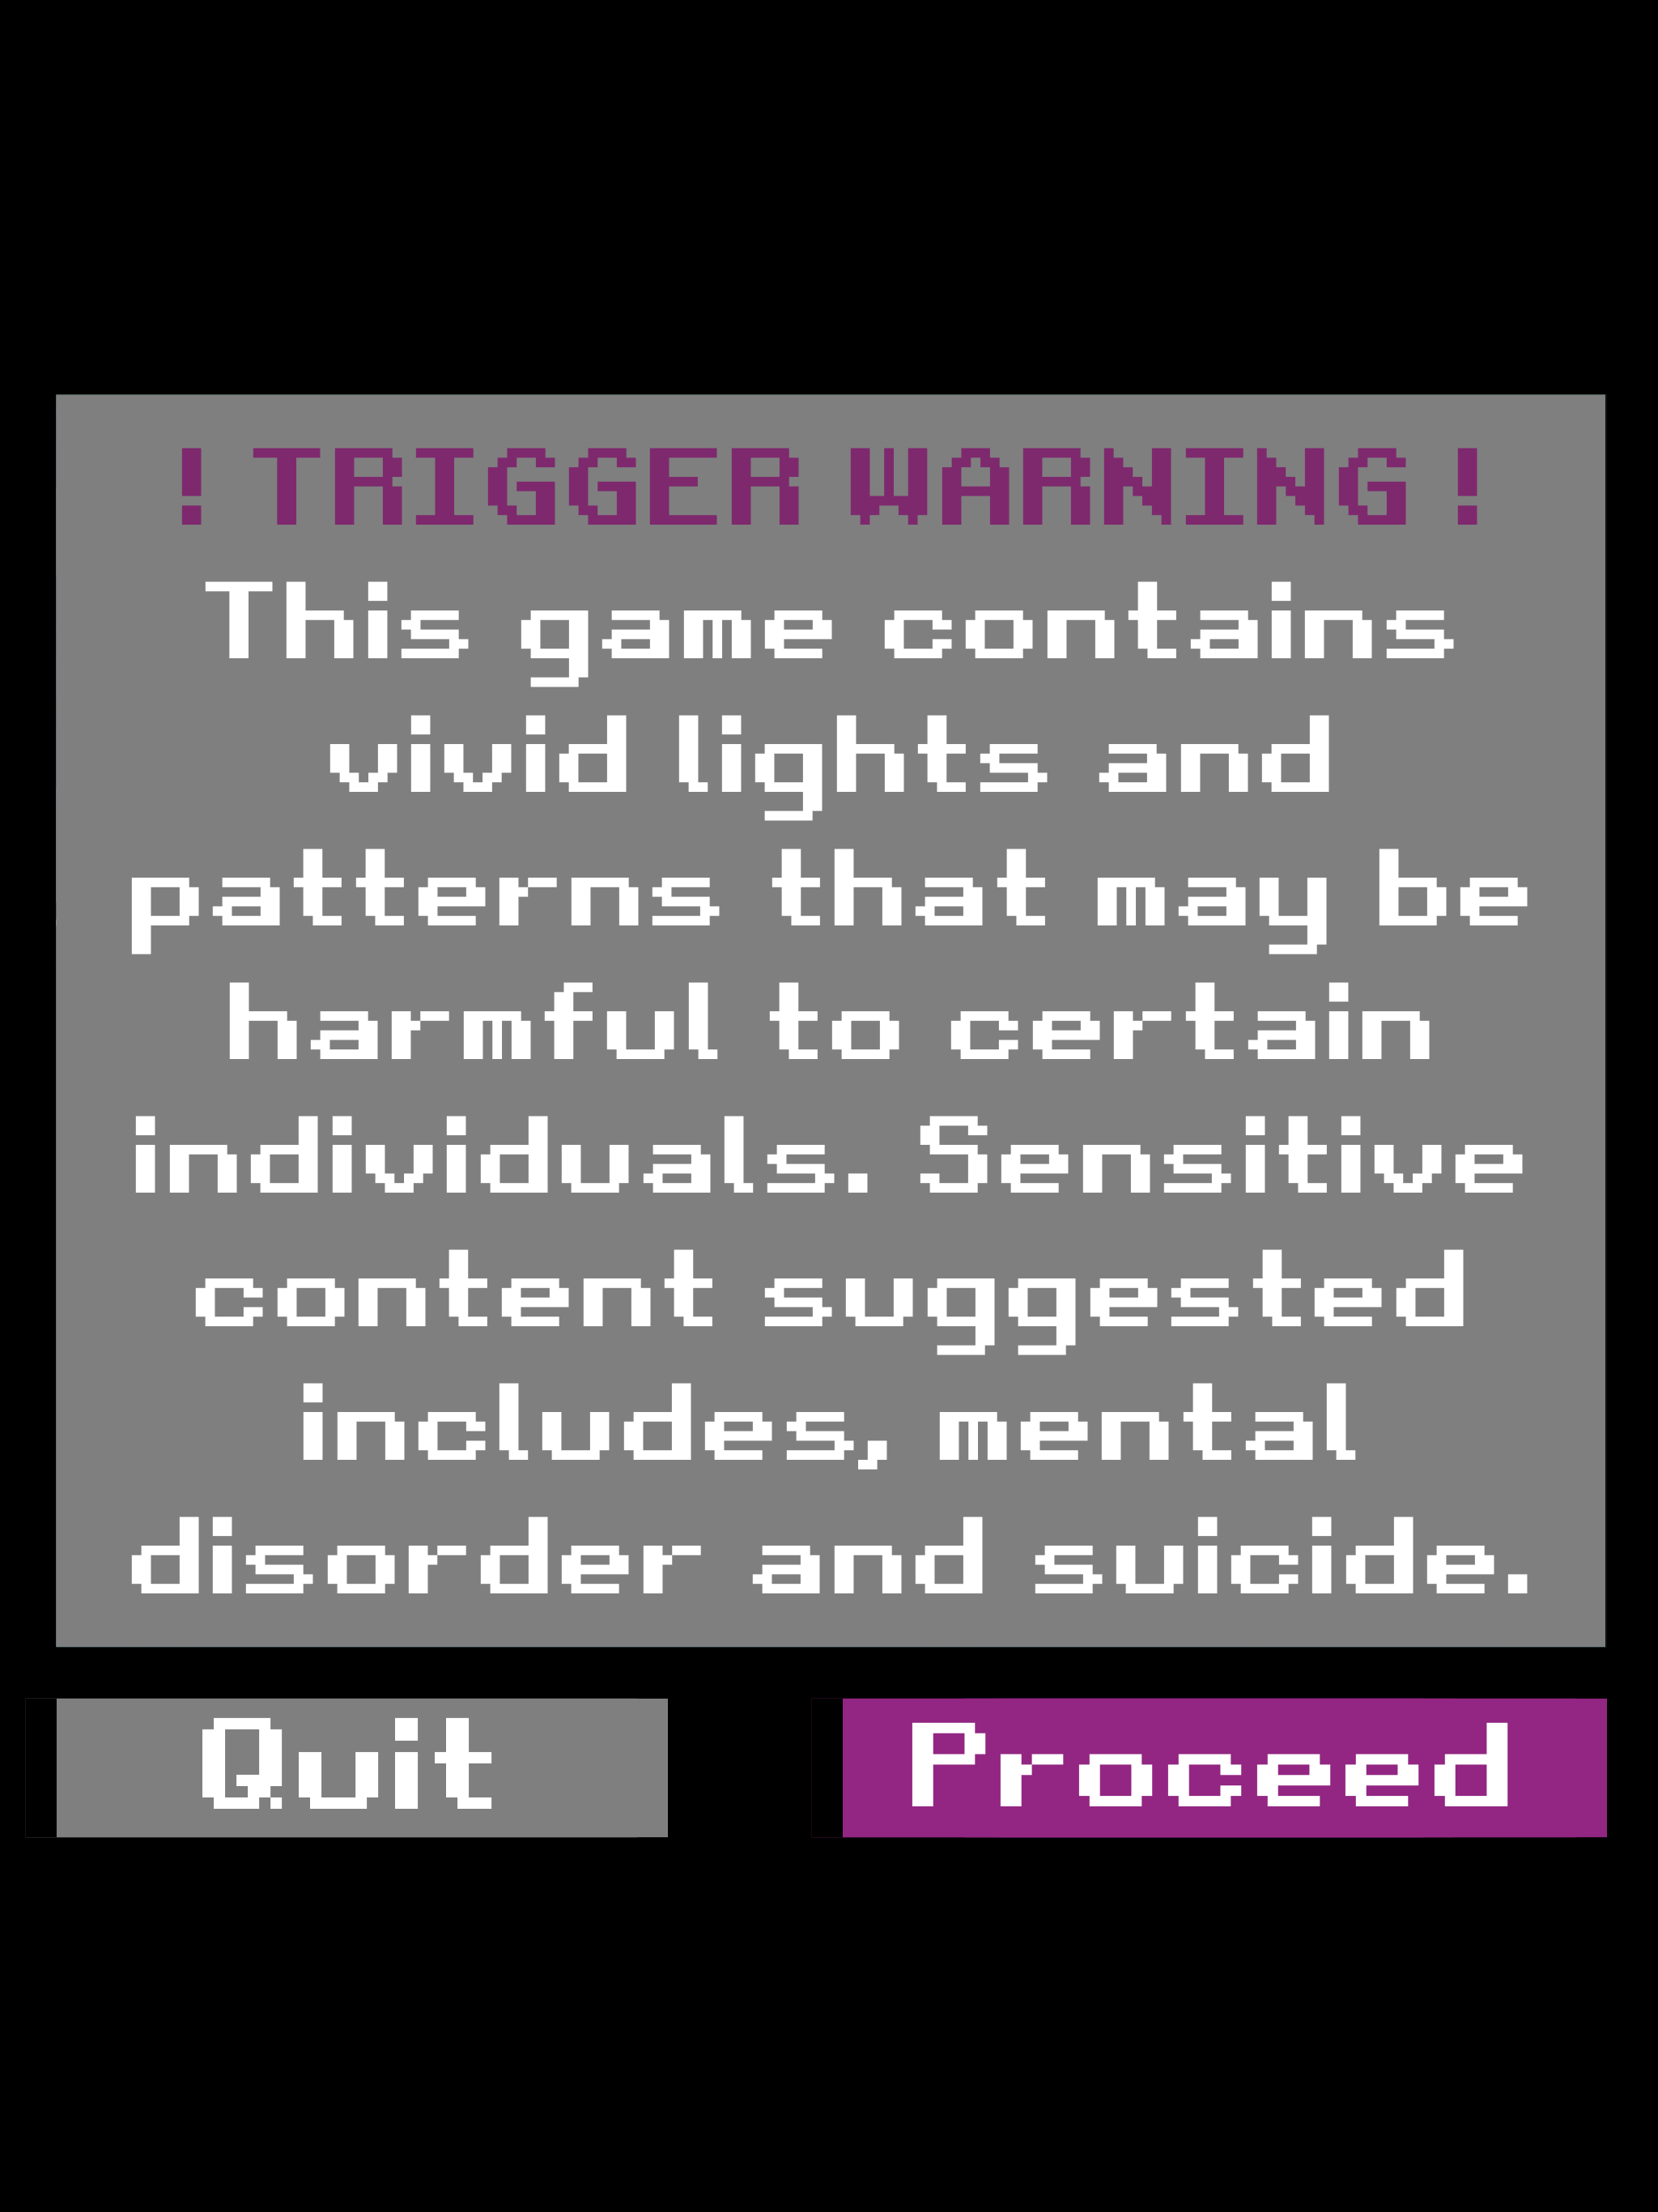 !TRIGGER WARNING!
This game contains
vivid lights and
patterns that may be
harmful to certain
individuals. Sensitive
content suggested
includes, mental
disorder and suicide.
Quit
Proceed